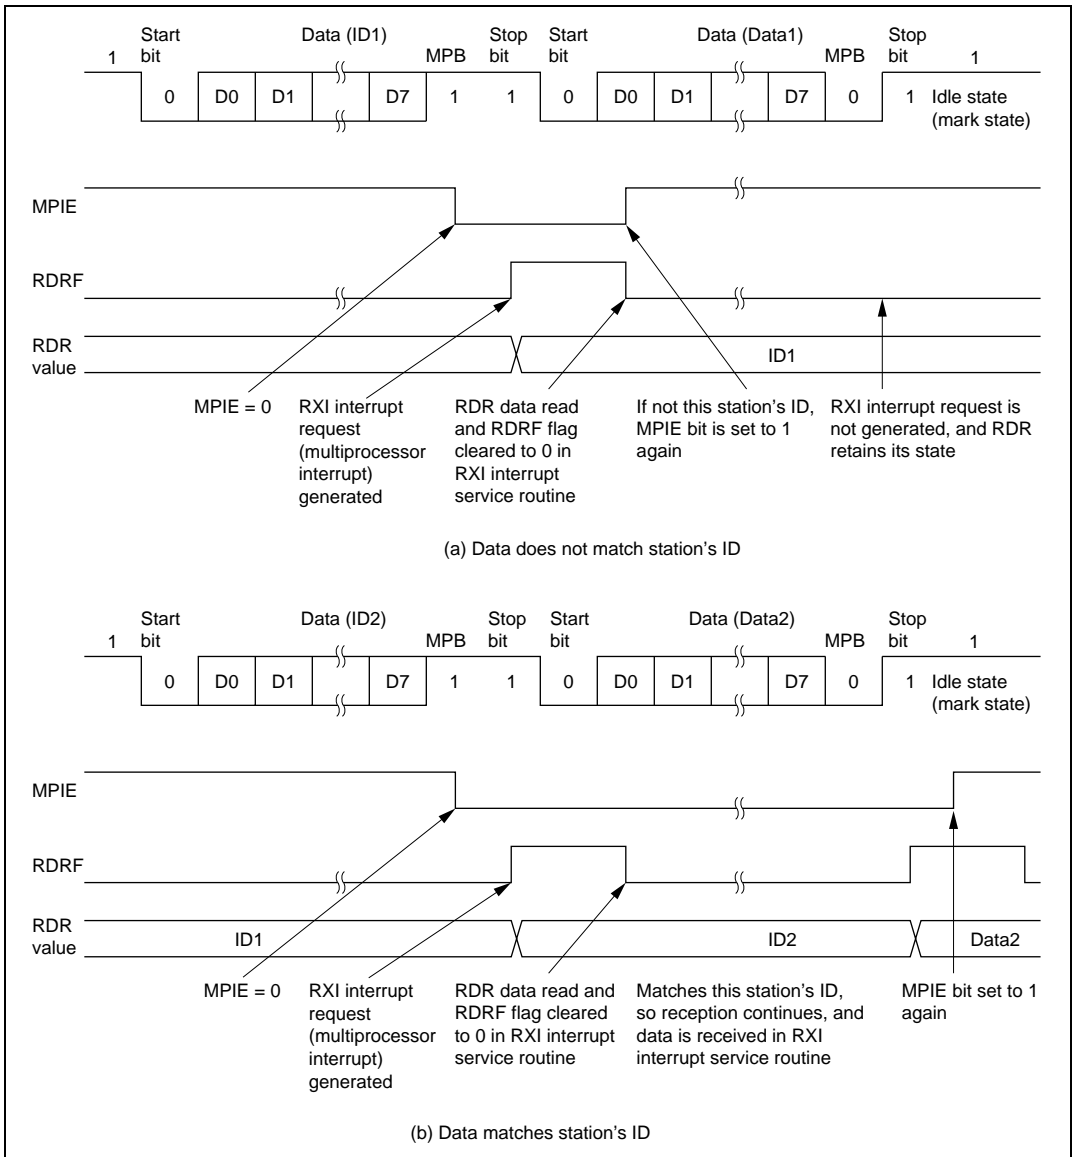 Start Data (ID1) Stop Start Data (Data1) Stop
1 bit MPB bit bit MPB bit 1
0 D0 D1 D7 1 1 0 D0 D1 D7 0 1 Idle state
(mark state)
MPIE
RDRF
RDR
value
ID1
MPIE = 0
RXI interrupt
request
(multiprocessor
interrupt)
generated
RDR data read
and RDRF flag
cleared to 0 in
RXI interrupt
service routine
If not this station's ID,
MPIE bit is set to 1
again
RXI interrupt request is
not generated, and RDR
retains its state
(a) Data does not match station's ID
Start Data (ID2) Stop Start Data (Data2) Stop
1 bit MPB bit bit MPB bit 1
0 D0 D1 D7 1 1 0 D0 D1 D7 0 1 Idle state
(mark state)
MPIE
RDRF
RDR
value
ID1 ID2 Data2
MPIE = 0
RXI interrupt
request
(multiprocessor
interrupt)
generated
RDR data read and
RDRF flag cleared
to 0 in RXI interrupt
service routine
Matches this station's ID,
so reception continues, and
data is received in RXI
interrupt service routine
MPIE bit set to 1
again
(b) Data matches station's ID